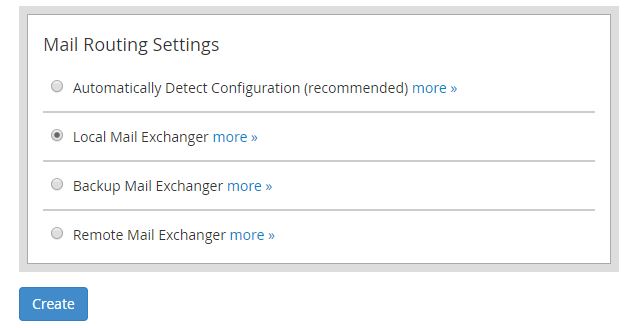 Mail Routing Settings
Automatically Detect Configuration (recommended) more »
Local Mail Exchanger more »
Backup Mail Exchanger more »
Remote Mail Exchanger more »
Create